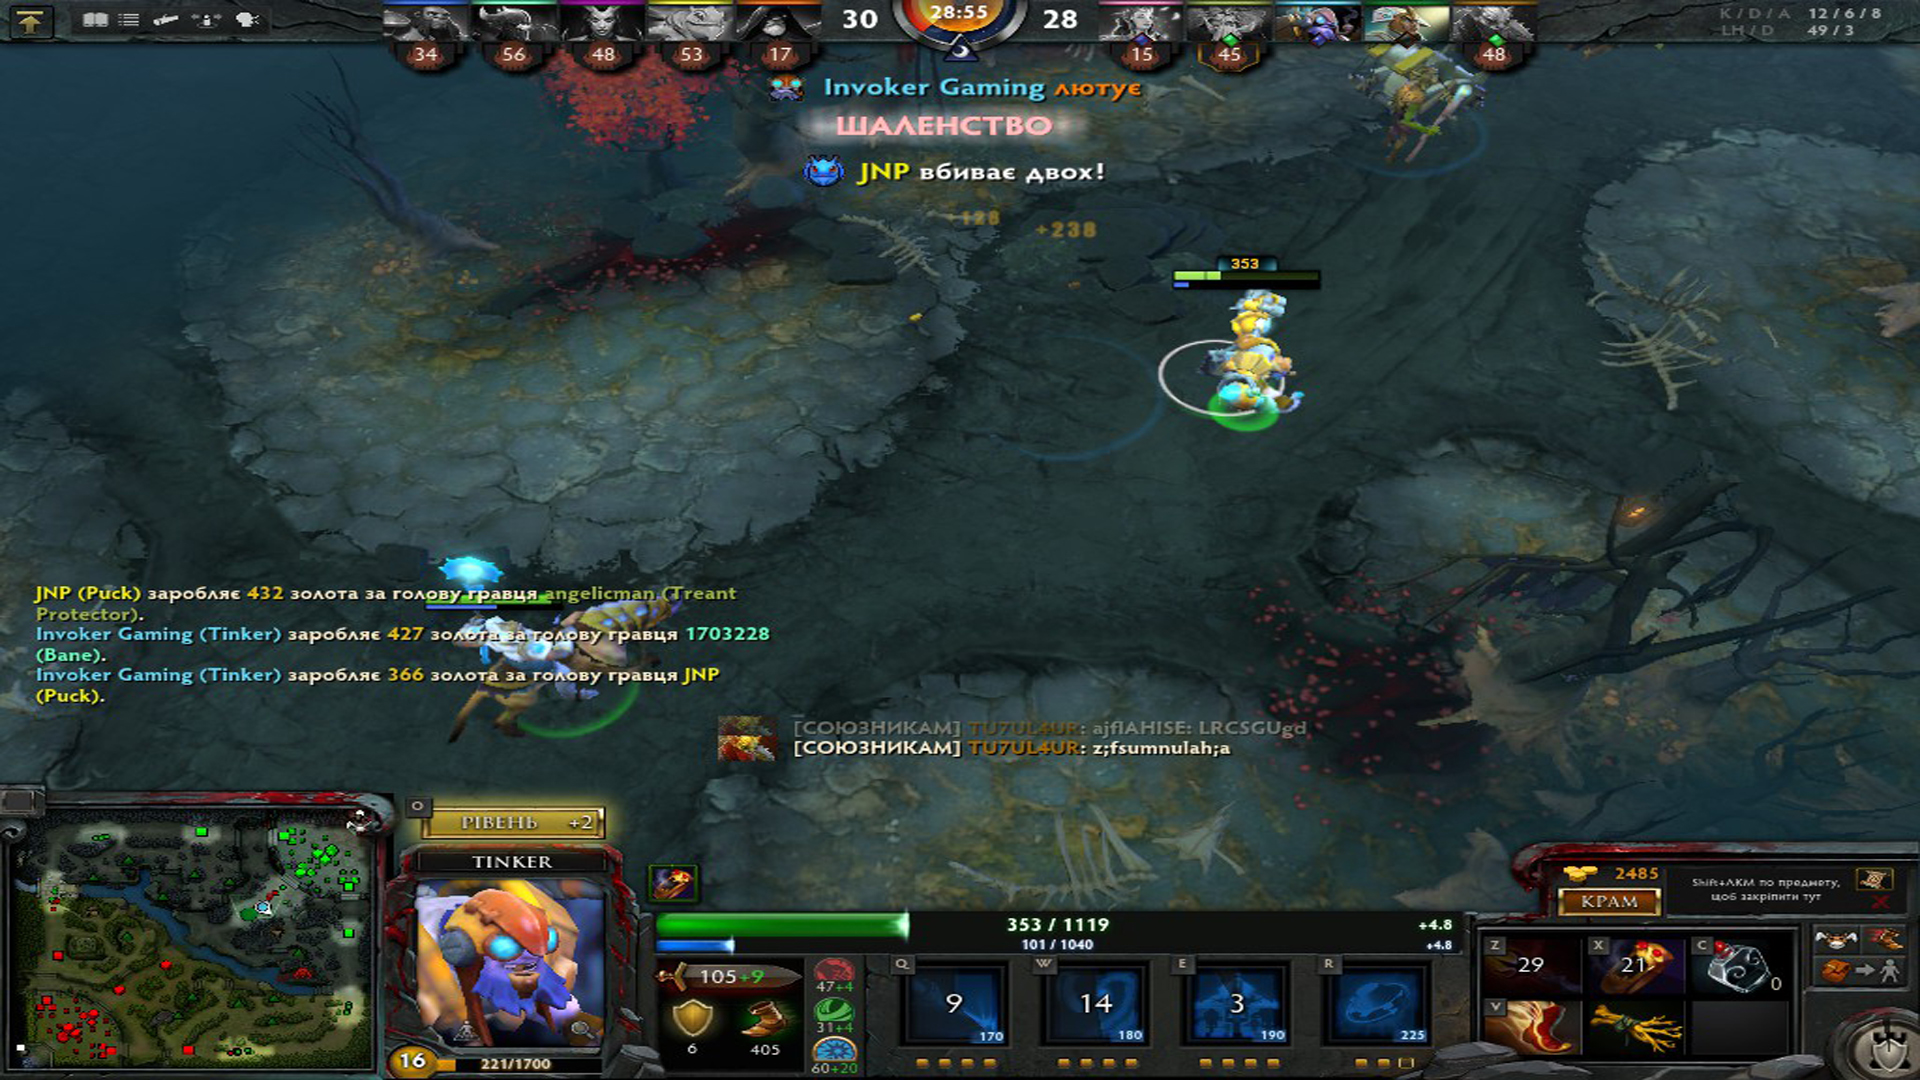 34 56 48 53 17 30 28:55 28 15 45 48
K / D / A 12 / 6 / 8
LH / D 49 / 3
Invoker Gaming лютує
ШАЛЕНСТВО
JNP вбиває двох!
+128 +238
353
JNP (Puck) заробляє 432 золота за голову гравця angelicman (Treant
Protector).
Invoker Gaming (Tinker) заробляє 427 золота за голову гравця 1703228
(Bane).
Invoker Gaming (Tinker) заробляє 366 золота за голову гравця JNP
(Puck).
[СОЮЗНИКАМ] TU7UL4UR: ajflAHISE: LRCSGUgd
[СОЮЗНИКАМ] TU7UL4UR: z;fsumnulah;a
O
РІВЕНЬ +2
TINKER
16 221/1700
353 / 1119 +4.8
101 / 1040 +4.8
105+9
47+4
31+4
60+20
6 405
Q W E R
9 14 3
170 180 190 225
2485
КРАМ
Shift+ЛКМ по предмету,
щоб закріпити тут
Z 29 X 21 C 0
V